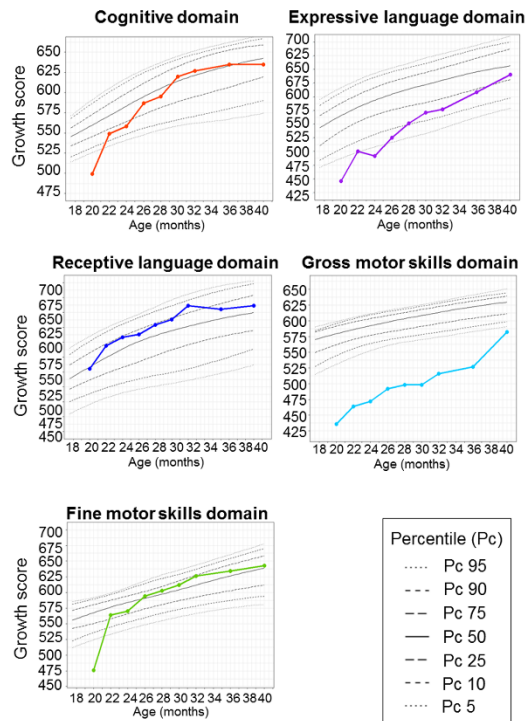 Cognitive domain
Growth score
650
625
600
575
550
525
500
475
18 20 22 24 26 28 30 32 34 36 38 40
Age (months)
Expressive language domain
700
675
650
625
600
575
550
525
500
475
450
425
18 20 22 24 26 28 30 32 34 36 38 40
Age (months)
Receptive language domain
Growth score
700
675
650
625
600
575
550
525
500
475
450
18 20 22 24 26 28 30 32 34 36 38 40
Age (months)
Gross motor skills domain
650
625
600
575
550
525
500
475
450
425
18 20 22 24 26 28 30 32 34 36 38 40
Age (months)
Fine motor skills domain
Growth score
700
675
650
625
600
575
550
525
500
475
450
18 20 22 24 26 28 30 32 34 36 38 40
Age (months)
Percentile (Pc)
Pc 95
Pc 90
Pc 75
Pc 50
Pc 25
Pc 10
Pc 5